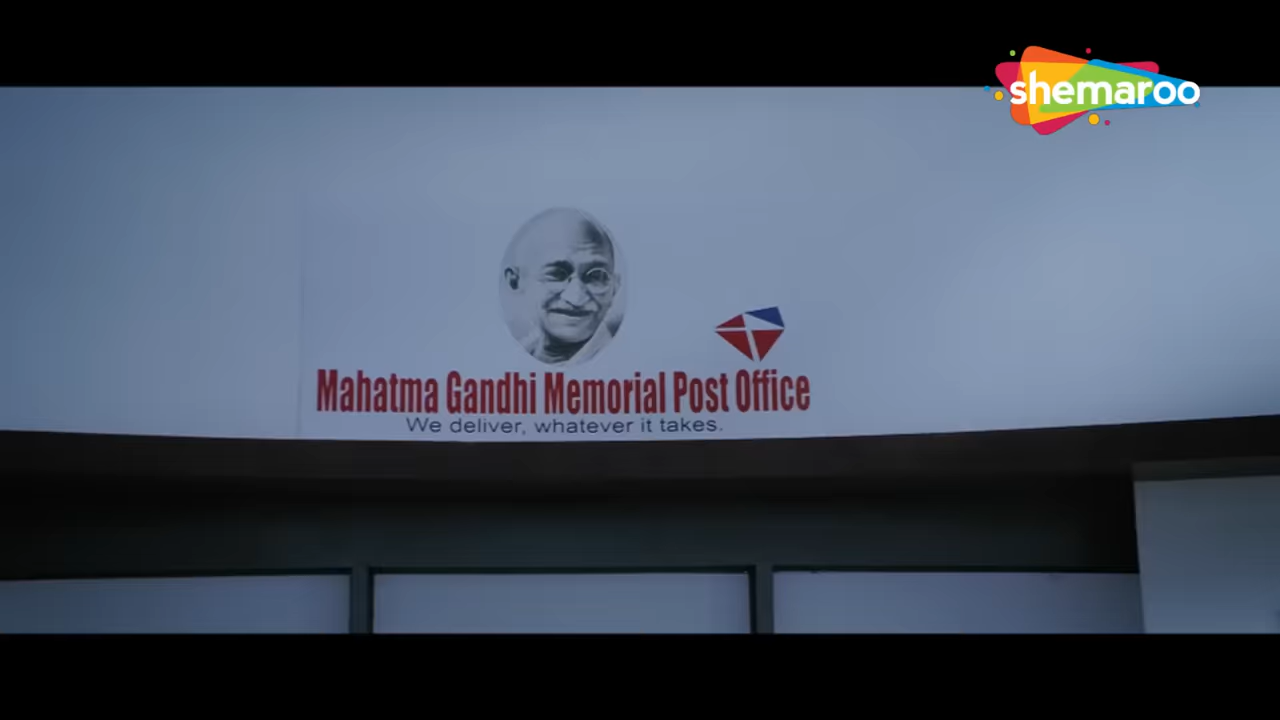 shemaroo
Mahatma Gandhi Memorial Post Office
We deliver, whatever it takes.